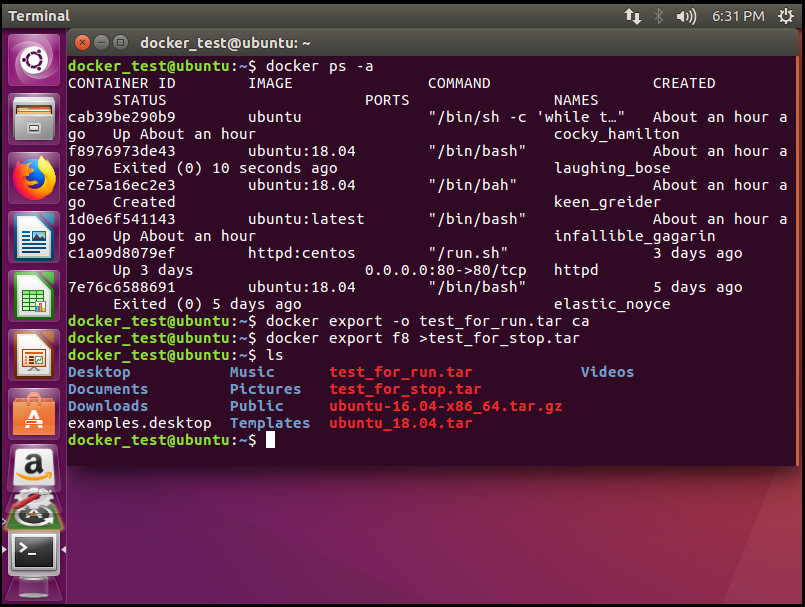 Terminal 6:31 PM
docker_test@ubuntu: ~
docker_test@ubuntu:~$ docker ps -a
CONTAINER ID        IMAGE               COMMAND                  CREATED
     STATUS                      PORTS                NAMES
cab39be290b9        ubuntu              "/bin/sh -c 'while t…"   About an hour a
go   Up About an hour                                 cocky_hamilton
f8976973de43        ubuntu:18.04        "/bin/bash"              About an hour a
go   Exited (0) 10 seconds ago                        laughing_bose
ce75a16ec2e3        ubuntu:18.04        "/bin/bah"               About an hour a
go   Created                                          keen_greider
1d0e6f541143        ubuntu:latest       "/bin/bash"              About an hour a
go   Up About an hour                                 infallible_gagarin
c1a09d8079ef        httpd:centos        "/run.sh"                3 days ago
     Up 3 days                   0.0.0.0:80->80/tcp   httpd
7e76c6588691        ubuntu:18.04        "/bin/bash"              5 days ago
     Exited (0) 5 days ago                            elastic_noyce
docker_test@ubuntu:~$ docker export -o test_for_run.tar ca
docker_test@ubuntu:~$ docker export f8 >test_for_stop.tar
docker_test@ubuntu:~$ ls
Desktop           Music      test_for_run.tar            Videos
Documents         Pictures   test_for_stop.tar
Downloads         Public     ubuntu-16.04-x86_64.tar.gz
examples.desktop  Templates  ubuntu_18.04.tar
docker_test@ubuntu:~$